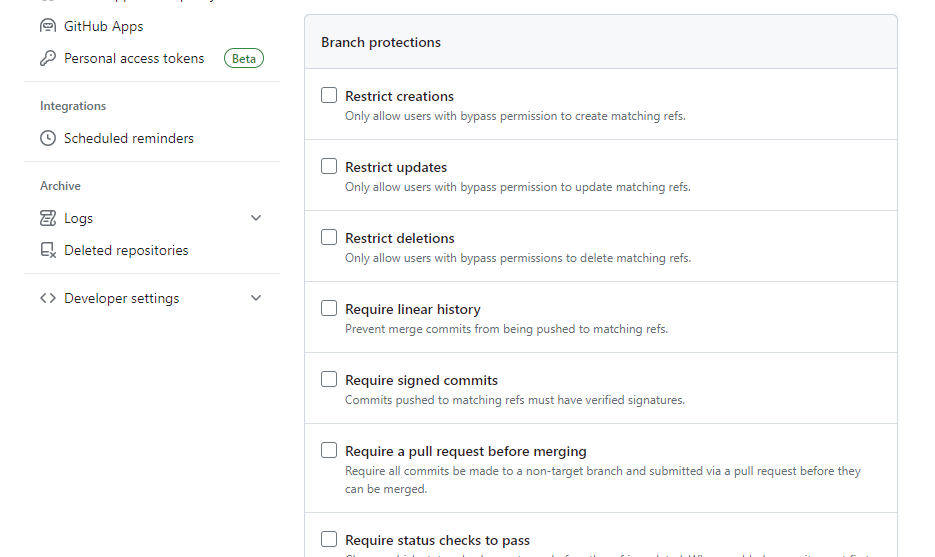 GitHub Apps
Personal access tokens Beta
Integrations
Scheduled reminders
Archive
Logs
Deleted repositories
Developer settings
Branch protections
Restrict creations
Only allow users with bypass permission to create matching refs.
Restrict updates
Only allow users with bypass permission to update matching refs.
Restrict deletions
Only allow users with bypass permissions to delete matching refs.
Require linear history
Prevent merge commits from being pushed to matching refs.
Require signed commits
Commits pushed to matching refs must have verified signatures.
Require a pull request before merging
Require all commits be made to a non-target branch and submitted via a pull request before they
can be merged.
Require status checks to pass